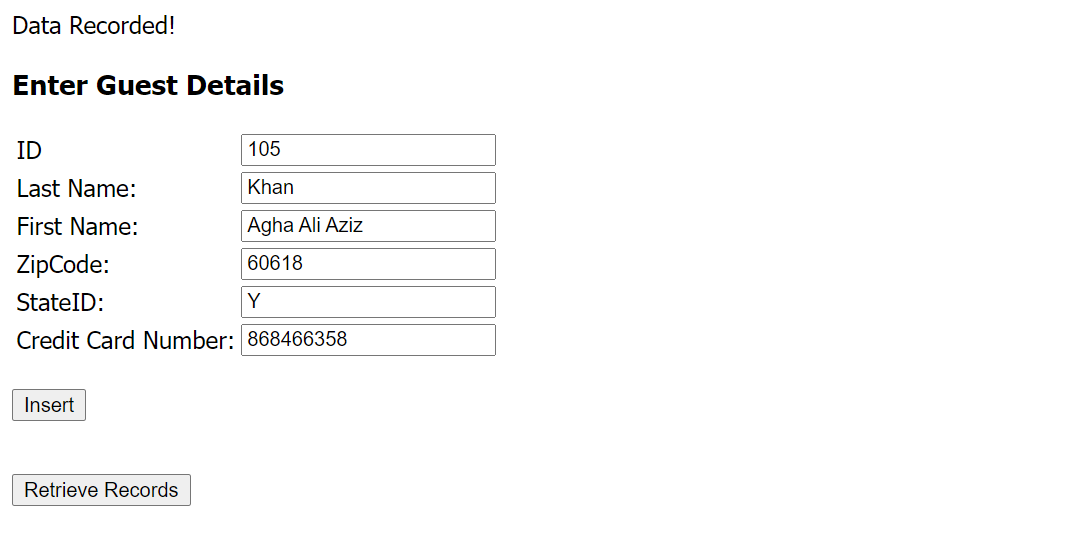 Data Recorded!
Enter Guest Details
ID 105
Last Name: Khan
First Name: Agha Ali Aziz
ZipCode: 60618
StateID: Y
Credit Card Number: 868466358
Insert
Retrieve Records